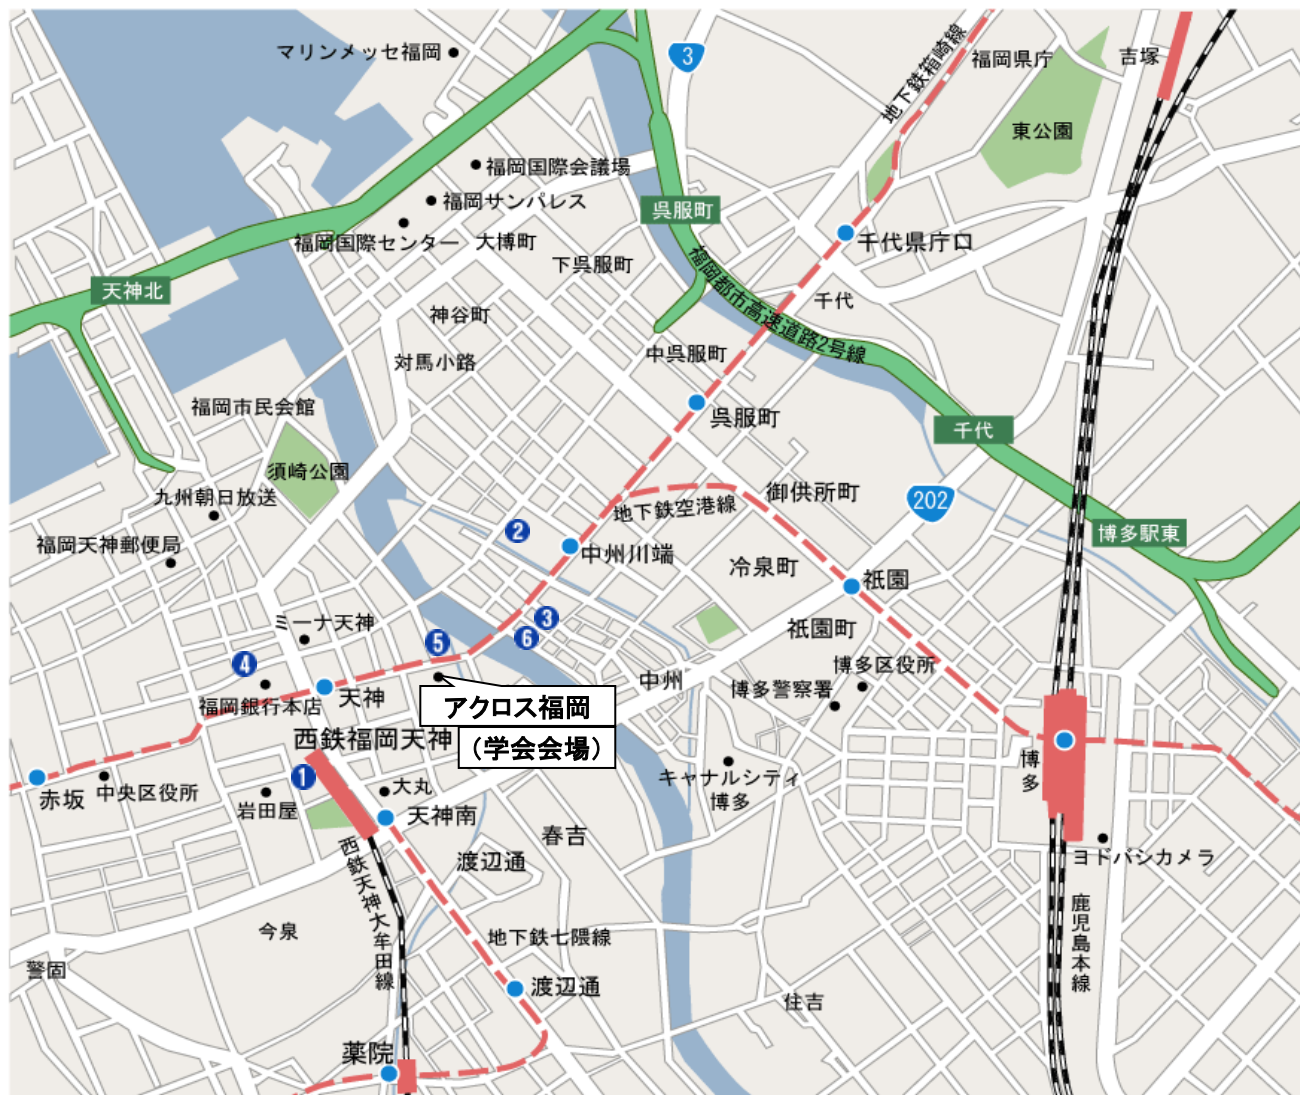 マリンメッセ福岡
3
地下鉄箱崎線
福岡県庁
吉塚
東公園
福岡国際会議場
福岡サンパレス
呉服町
福岡国際センター
大博町
千代県庁口
下呉服町
福岡都市高速道路2号線
天神北
千代
神谷町
中呉服町
対馬小路
福岡市民会館
呉服町
千代
須崎公園
御供所町
九州朝日放送
地下鉄空港線
202
博多駅東
福岡天神郵便局
2
中州川端
冷泉町
祇園
ミーナ天神
3
祇園町
5
6
4
博多区役所
中州
博多警察署
福岡銀行本店
天神
アクロス福岡
(学会会場)
西鉄福岡天神
1
キャナルシティ
博多
博多
赤坂
中央区役所
岩田屋
大丸
天神南
春吉
渡辺通
ヨドバシカメラ
西鉄天神大牟田線
今泉
地下鉄七隈線
鹿児島本線
警固
渡辺通
住吉
薬院